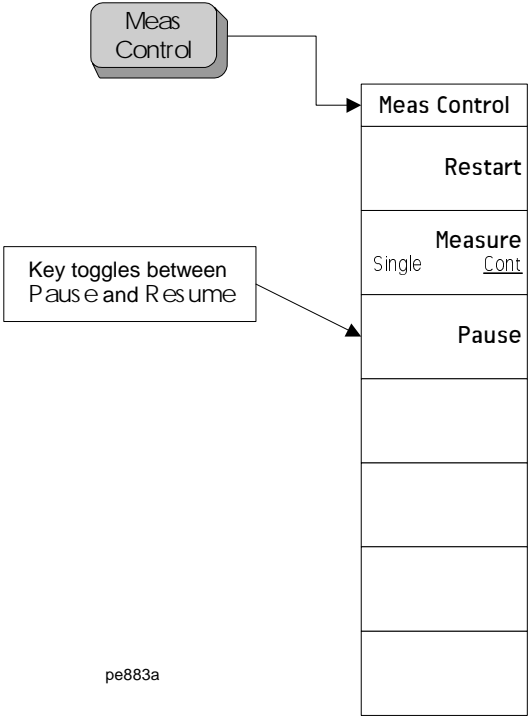 Meas
Control
Meas Control
Restart
Measure
Single Cont
Key toggles between
Pause and Resume
Pause
pe883a